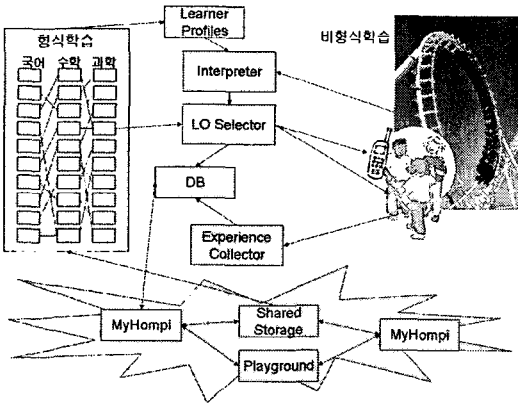 형식학습
국어 수학 과학
Learner
Profiles
비형식학습
Interpreter
LO Selector
DB
Experience
Collector
MyHompi
Shared
Storage
MyHompi
Playground